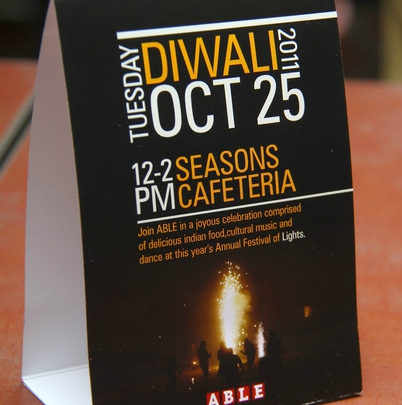 TUESDAY
DIWALI 2011
OCT 25
12-2 SEASONS
PM CAFETERIA
Join ABLE in a joyous celebration comprised
of delicious indian food,cultural music and
dance at this year's Annual Festival of Lights.
ABLE